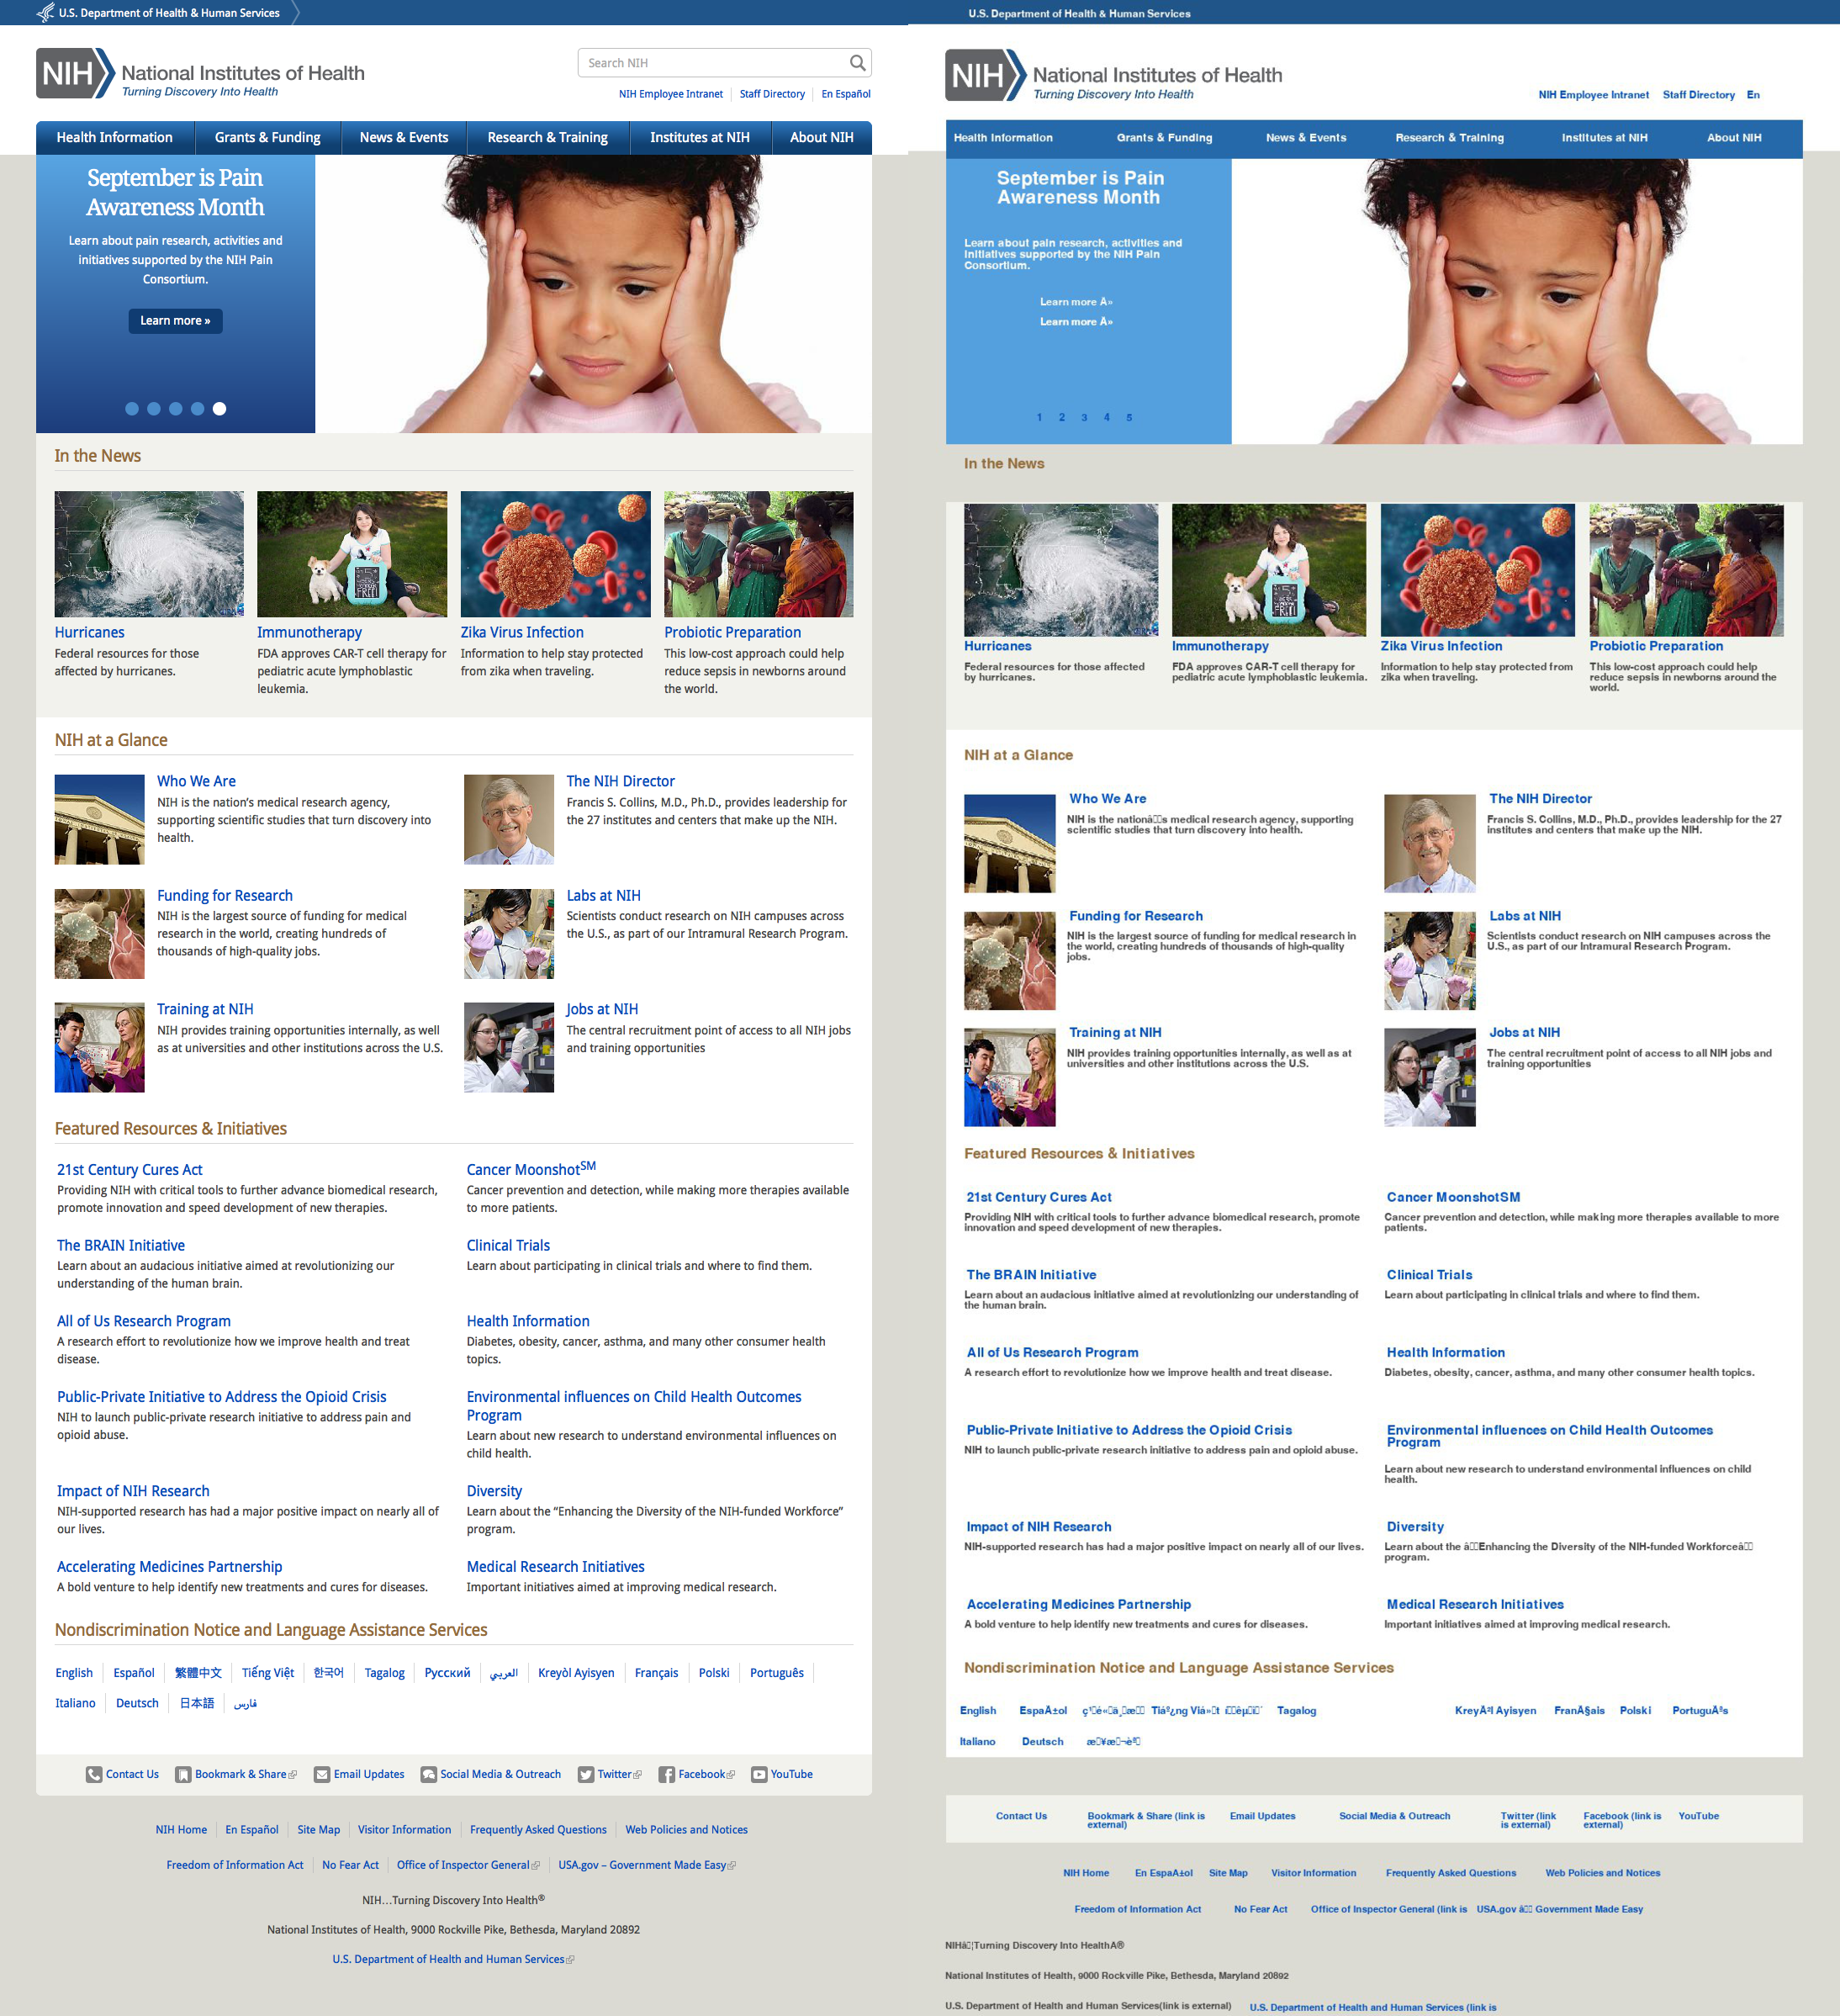 U.S. Department of Health & Human Services
NIH National Institutes of Health
Turning Discovery Into Health
Search NIH
NIH Employee Intranet Staff Directory En Español
Health Information Grants & Funding News & Events Research & Training Institutes at NIH About NIH
September is Pain
Awareness Month
Learn about pain research, activities and
initiatives supported by the NIH Pain
Consortium.
Learn more »
In the News
Hurricanes
Federal resources for those
affected by hurricanes.
Immunotherapy
FDA approves CAR-T cell therapy for
pediatric acute lymphoblastic
leukemia.
Zika Virus Infection
Information to help stay protected
from zika when traveling.
Probiotic Preparation
This low-cost approach could help
reduce sepsis in newborns around
the world.
NIH at a Glance
Who We Are
NIH is the nation’s medical research agency,
supporting scientific studies that turn discovery into
health.
The NIH Director
Francis S. Collins, M.D., Ph.D., provides leadership for
the 27 institutes and centers that make up the NIH.
Funding for Research
NIH is the largest source of funding for medical
research in the world, creating hundreds of
thousands of high-quality jobs.
Labs at NIH
Scientists conduct research on NIH campuses across
the U.S., as part of our Intramural Research Program.
Training at NIH
NIH provides training opportunities internally, as well
as at universities and other institutions across the U.S.
Jobs at NIH
The central recruitment point of access to all NIH jobs
and training opportunities
Featured Resources & Initiatives
21st Century Cures Act
Providing NIH with critical tools to further advance biomedical research,
promote innovation and speed development of new therapies.
Cancer MoonshotSM
Cancer prevention and detection, while making more therapies available
to more patients.
The BRAIN Initiative
Learn about an audacious initiative aimed at revolutionizing our
understanding of the human brain.
Clinical Trials
Learn about participating in clinical trials and where to find them.
All of Us Research Program
A research effort to revolutionize how we improve health and treat
disease.
Health Information
Diabetes, obesity, cancer, asthma, and many other consumer health
topics.
Public-Private Initiative to Address the Opioid Crisis
NIH to launch public-private research initiative to address pain and
opioid abuse.
Environmental influences on Child Health Outcomes
Program
Learn about new research to understand environmental influences on
child health.
Impact of NIH Research
NIH-supported research has had a major positive impact on nearly all of
our lives.
Diversity
Learn about the “Enhancing the Diversity of the NIH-funded Workforce”
program.
Accelerating Medicines Partnership
A bold venture to help identify new treatments and cures for diseases.
Medical Research Initiatives
Important initiatives aimed at improving medical research.
Nondiscrimination Notice and Language Assistance Services
English Español 繁體中文 Tiếng Việt 한국어 Tagalog Русский العربي Kreyòl Ayisyen Français Polski Português
Italiano Deutsch 日本語 فارس
Contact Us Bookmark & Share Email Updates Social Media & Outreach Twitter Facebook YouTube
NIH Home En Español Site Map Visitor Information Frequently Asked Questions Web Policies and Notices
Freedom of Information Act No Fear Act Office of Inspector General USA.gov – Government Made Easy
NIH…Turning Discovery Into Health®
National Institutes of Health, 9000 Rockville Pike, Bethesda, Maryland 20892
U.S. Department of Health and Human Services
U.S. Department of Health & Human Services
NIH National Institutes of Health
Turning Discovery Into Health
NIH Employee Intranet Staff Directory En
Health Information Grants & Funding News & Events Research & Training Institutes at NIH About NIH
September is Pain
Awareness Month
Learn about pain research, activities and
initiatives supported by the NIH Pain
Consortium.
Learn more Â»
Learn more Â»
1 2 3 4 5
In the News
Hurricanes
Federal resources for those affected
by hurricanes.
Immunotherapy
FDA approves CAR-T cell therapy for
pediatric acute lymphoblastic leukemia.
Zika Virus Infection
Information to help stay protected from
zika when traveling.
Probiotic Preparation
This low-cost approach could help
reduce sepsis in newborns around the
world.
NIH at a Glance
Who We Are
NIH is the medical research agency, supporting
scientific studies that turn discovery into health.
The NIH Director
Francis S. Collins, M.D., Ph.D., provides leadership for the 27
institutes and centers that make up the NIH.
Funding for Research
NIH is the largest source of funding for medical research in
the world, creating hundreds of thousands of high-quality
jobs.
Labs at NIH
Scientists conduct research on NIH campuses across the
U.S., as part of our Intramural Research Program.
Training at NIH
NIH provides training opportunities internally, as well as at
universities and other institutions across the U.S.
Jobs at NIH
The central recruitment point of access to all NIH jobs and
training opportunities
Featured Resources & Initiatives
21st Century Cures Act
Providing NIH with critical tools to further advance biomedical research, promote
innovation and speed development of new therapies.
Cancer MoonshotSM
Cancer prevention and detection, while making more therapies available to more
patients.
The BRAIN Initiative
Learn about an audacious initiative aimed at revolutionizing our understanding of
the human brain.
Clinical Trials
Learn about participating in clinical trials and where to find them.
All of Us Research Program
A research effort to revolutionize how we improve health and treat disease.
Health Information
Diabetes, obesity, cancer, asthma, and many other consumer health topics.
Public-Private Initiative to Address the Opioid Crisis
NIH to launch public-private research initiative to address pain and opioid abuse.
Environmental influences on Child Health Outcomes
Program
Learn about new research to understand environmental influences on child
health.
Impact of NIH Research
NIH-supported research has had a major positive impact on nearly all of our lives.
Diversity
Learn about the Enhancing the Diversity of the NIH-funded
program.
Accelerating Medicines Partnership
A bold venture to help identify new treatments and cures for diseases.
Medical Research Initiatives
Important initiatives aimed at improving medical research.
Nondiscrimination Notice and Language Assistance Services
English EspaÃ±ol Tagalog KreyÃ²l Ayisyen FranÃ§ais Polski PortuguÃªs
Italiano Deutsch
Contact Us Bookmark & Share (link is Email Updates Social Media & Outreach Twitter (link Facebook (link is YouTube
external) is external) external)
NIH Home En EspaÃ±ol Site Map Visitor Information Frequently Asked Questions Web Policies and Notices
Freedom of Information Act No Fear Act Office of Inspector General (link is USA.gov Government Made Easy
Turning Discovery Into HealthÂ®
National Institutes of Health, 9000 Rockville Pike, Bethesda, Maryland 20892
U.S. Department of Health and Human Services(link is external) U.S. Department of Health and Human Services (link is